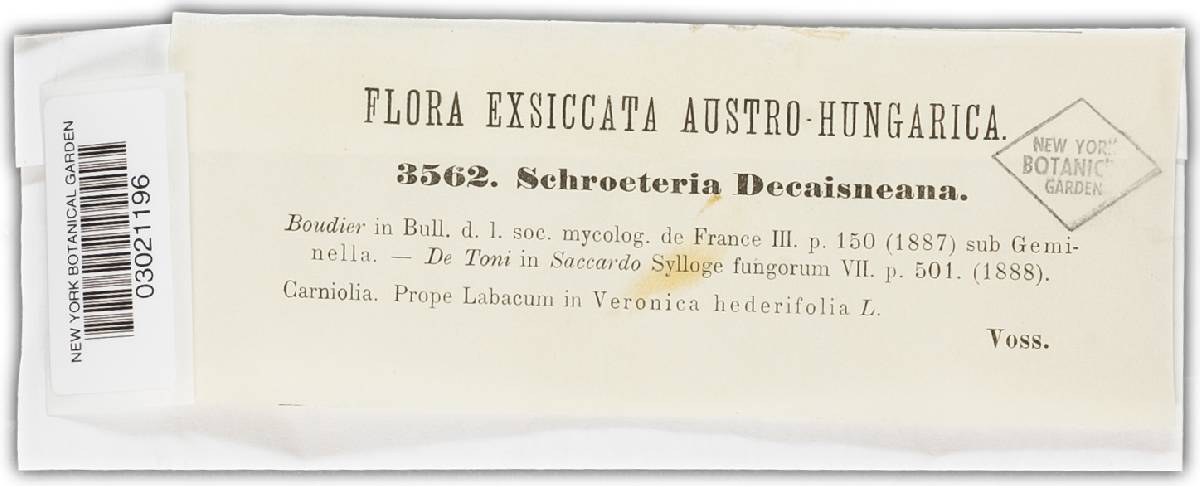 NEW YORK BOTANICAL GARDEN
03021196
FLORA EXSICCATA AUSTRO-HUNGARICA.
NEW YORK
BOTANIC
GARDEN
3562. Schroeteria Decaisneana.
Boudier in Bull. d. l. soc. mycolog. de France III. p. 150 (1887) sub Gemi-
nella. — De Toni in Saccardo Sylloge fungorum VII. p. 501. (1888).
Carniolia. Prope Labacum in Veronica hederifolia L.
Voss.